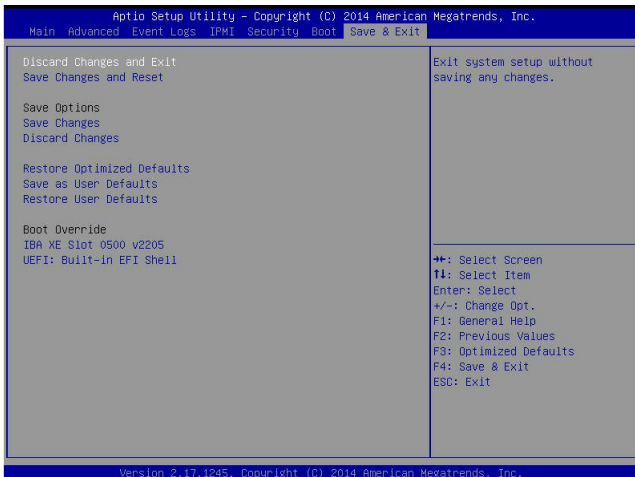 Aptio Setup Utility – Copyright (C) 2014 American Megatrends, Inc.
Main Advanced Event Logs IPMI Security Boot Save & Exit
Discard Changes and Exit
Save Changes and Reset
Save Options
Save Changes
Discard Changes
Restore Optimized Defaults
Save as User Defaults
Restore User Defaults
Boot Override
IBA XE Slot 0500 v2205
UEFI: Built-in EFI Shell
Exit system setup without
saving any changes.
→←: Select Screen
↑↓: Select Item
Enter: Select
+/-: Change Opt.
F1: General Help
F2: Previous Values
F3: Optimized Defaults
F4: Save & Exit
ESC: Exit
Version 2.17.1245. Copyright (C) 2014 American Megatrends, Inc.